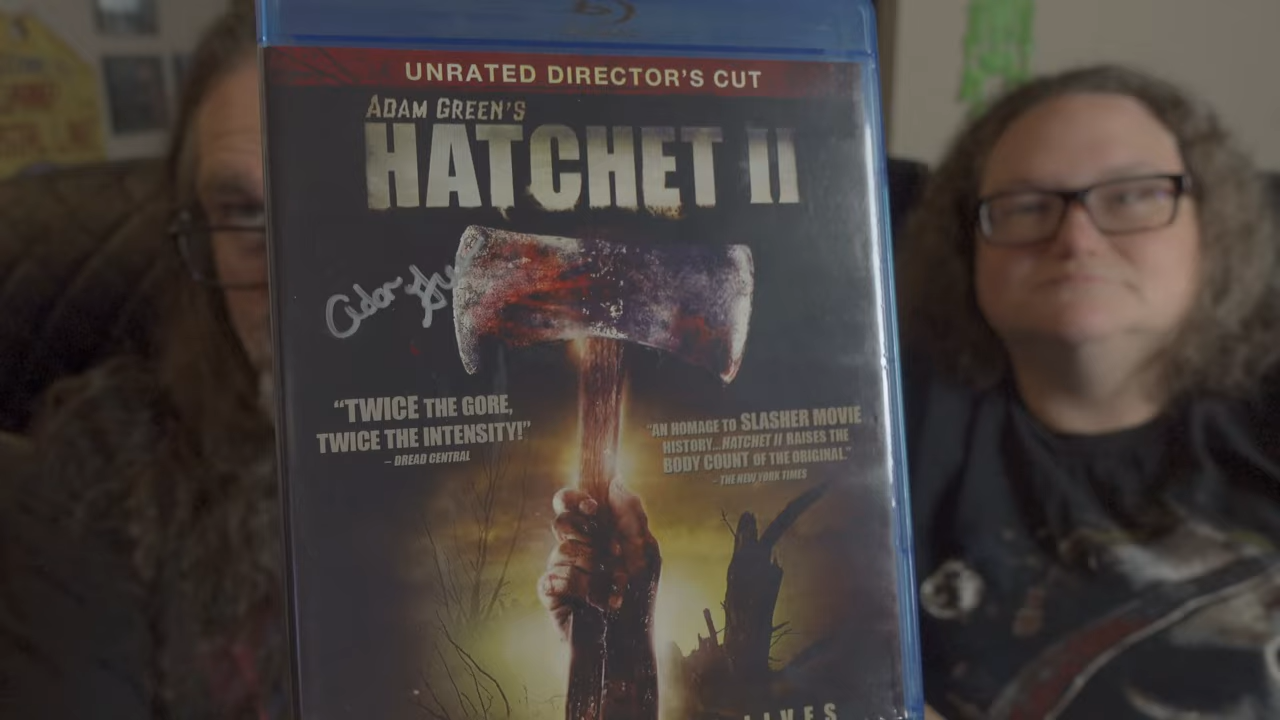 UNRATED DIRECTOR'S CUT
ADAM GREEN'S
HATCHET II
"TWICE THE GORE,
TWICE THE INTENSITY!"
– DREAD CENTRAL
"AN HOMAGE TO SLASHER MOVIE
HISTORY...HATCHET II RAISES THE
BODY COUNT OF THE ORIGINAL."
– THE NEW YORK TIMES
LIVES